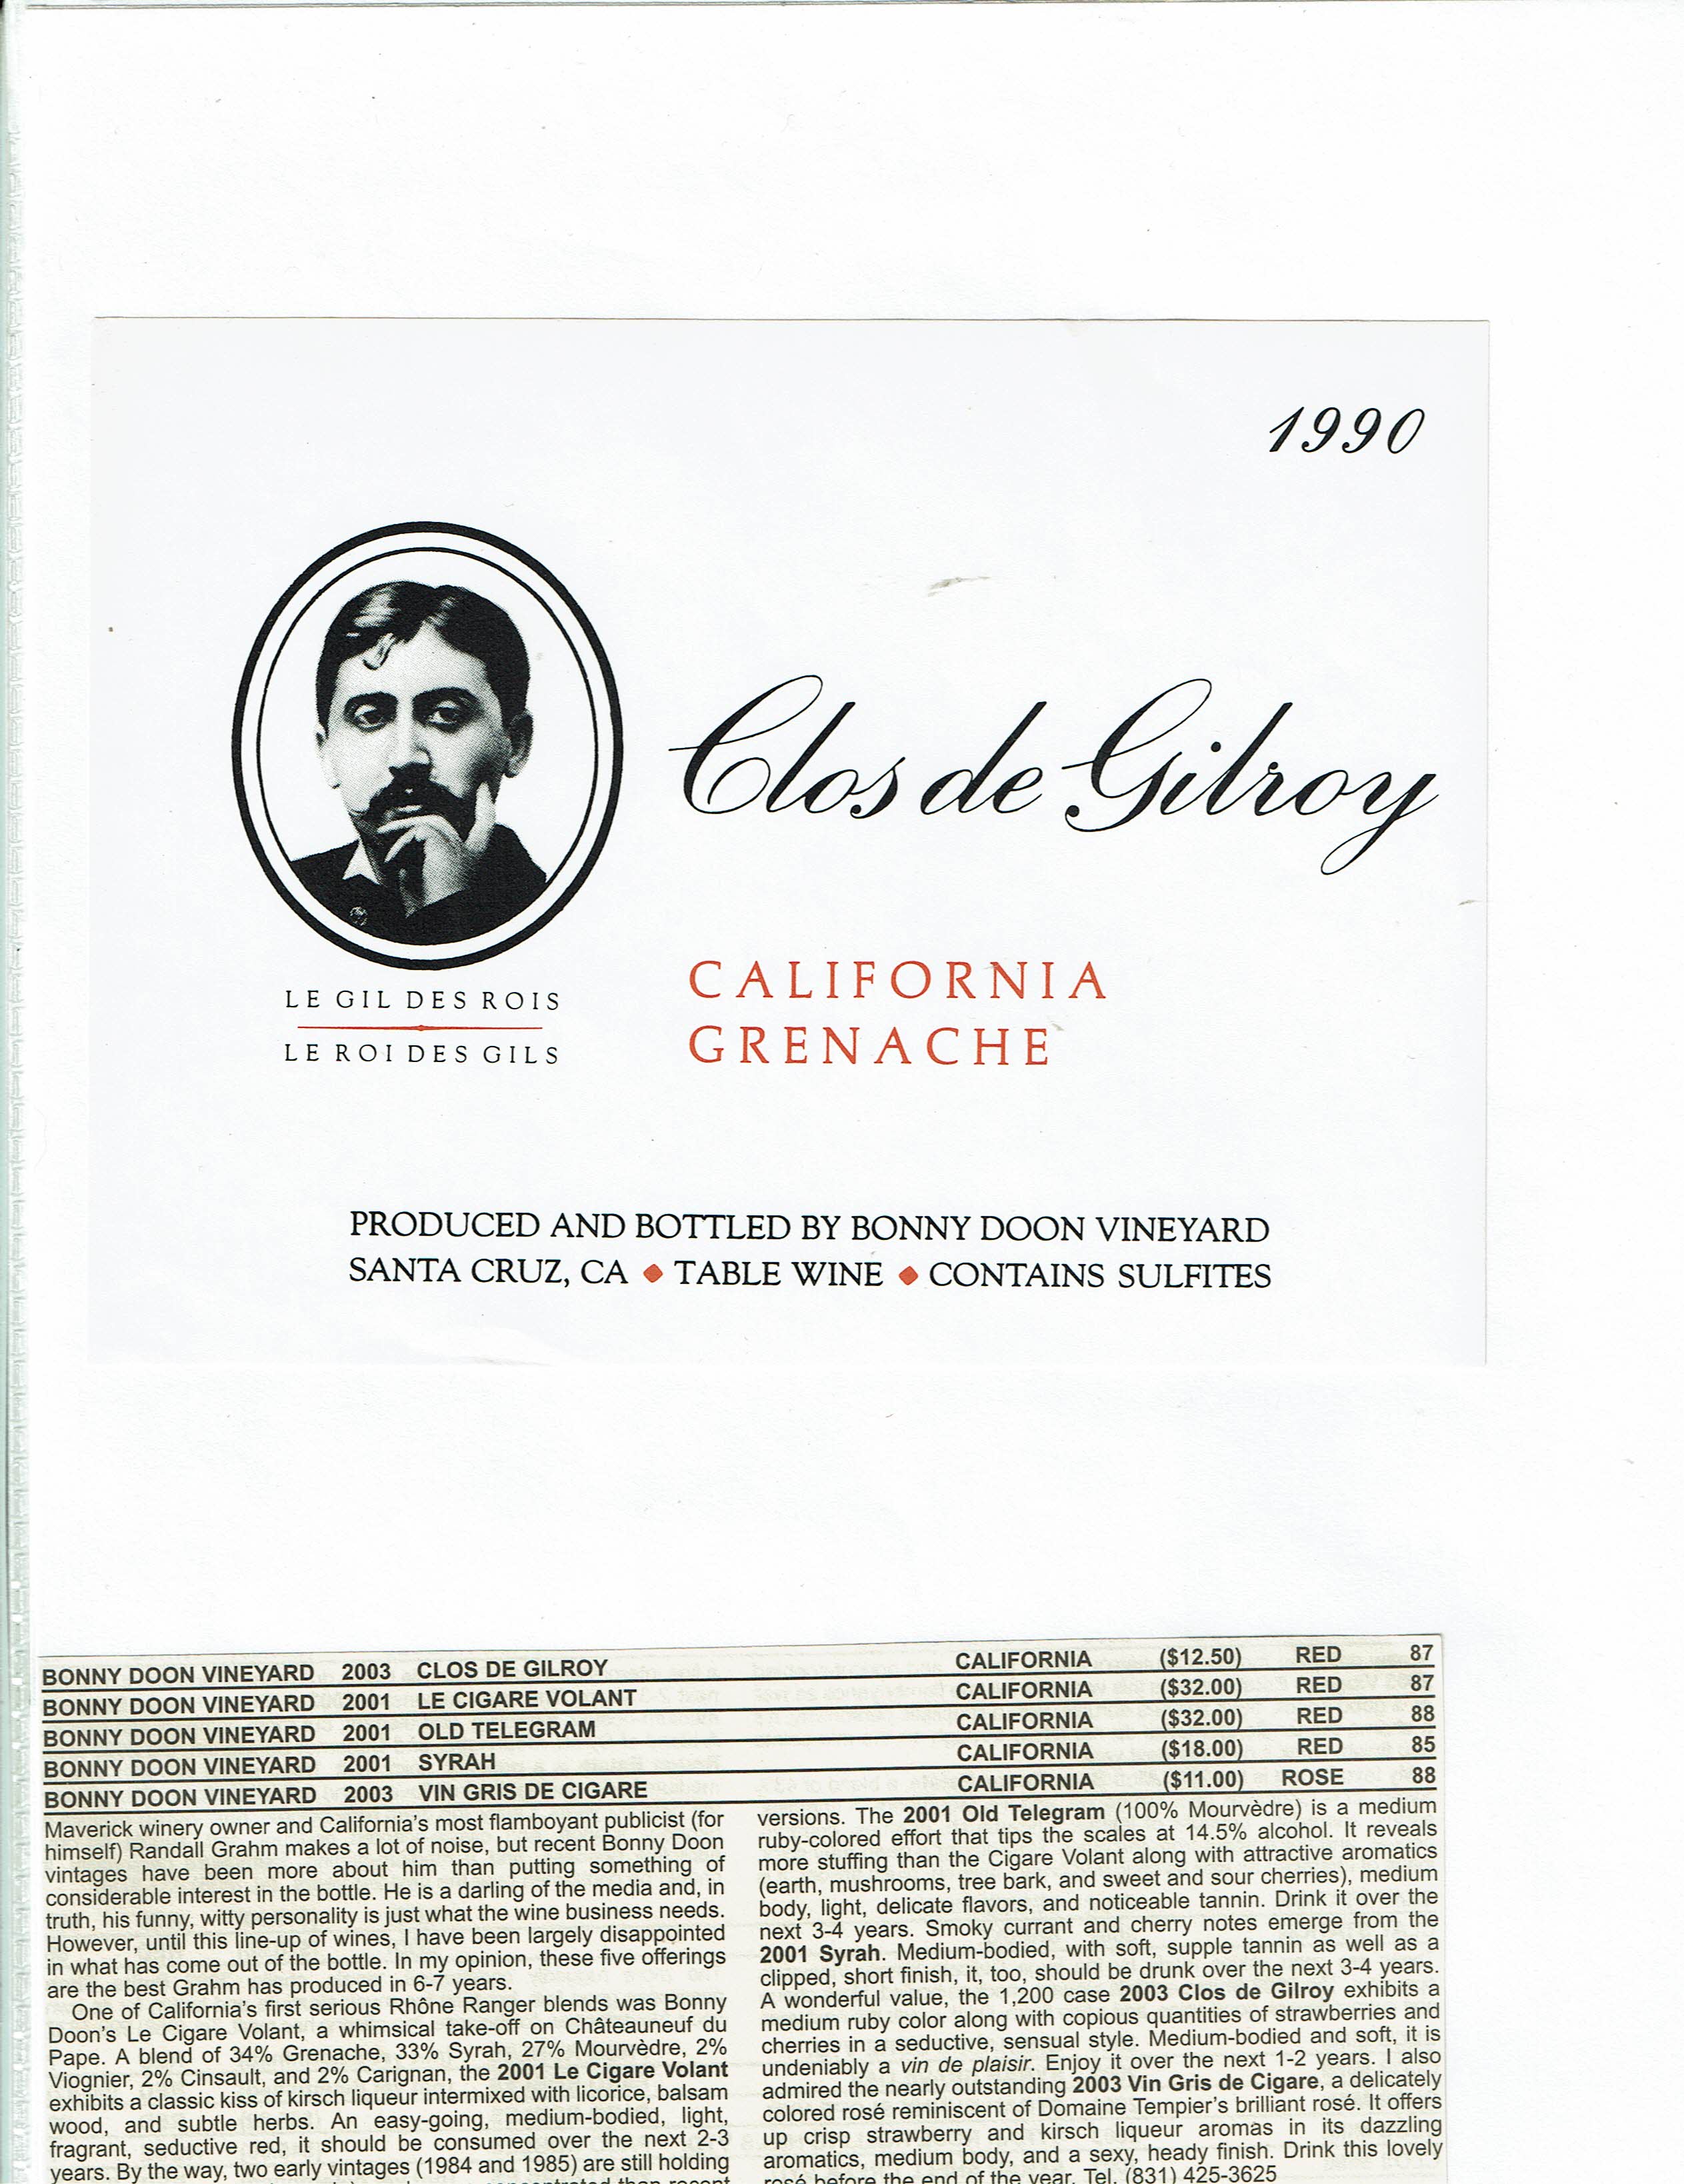 1990
Clos de Gilroy
LE GIL DES ROIS
LE ROI DES GILS
CALIFORNIA
GRENACHE
PRODUCED AND BOTTLED BY BONNY DOON VINEYARD
SANTA CRUZ, CA ♦ TABLE WINE ♦ CONTAINS SULFITES
BONNY DOON VINEYARD 2003 CLOS DE GILROY CALIFORNIA ($12.50) RED 87
BONNY DOON VINEYARD 2001 LE CIGARE VOLANT CALIFORNIA ($32.00) RED 87
BONNY DOON VINEYARD 2001 OLD TELEGRAM CALIFORNIA ($32.00) RED 88
BONNY DOON VINEYARD 2001 SYRAH CALIFORNIA ($18.00) RED 85
BONNY DOON VINEYARD 2003 VIN GRIS DE CIGARE CALIFORNIA ($11.00) ROSE 88
Maverick winery owner and California's most flamboyant publicist (for
himself) Randall Grahm makes a lot of noise, but recent Bonny Doon
vintages have been more about him than putting something of
considerable interest in the bottle. He is a darling of the media and, in
truth, his funny, witty personality is just what the wine business needs.
However, until this line-up of wines, I have been largely disappointed
in what has come out of the bottle. In my opinion, these five offerings
are the best Grahm has produced in 6-7 years.
One of California's first serious Rhône Ranger blends was Bonny
Doon's Le Cigare Volant, a whimsical take-off on Châteauneuf du
Pape. A blend of 34% Grenache, 33% Syrah, 27% Mourvèdre, 2%
Viognier, 2% Cinsault, and 2% Carignan, the 2001 Le Cigare Volant
exhibits a classic kiss of kirsch liqueur intermixed with licorice, balsam
wood, and subtle herbs. An easy-going, medium-bodied, light,
fragrant, seductive red, it should be consumed over the next 2-3
years. By the way, two early vintages (1984 and 1985) are still holding
versions. The 2001 Old Telegram (100% Mourvèdre) is a medium
ruby-colored effort that tips the scales at 14.5% alcohol. It reveals
more stuffing than the Cigare Volant along with attractive aromatics
(earth, mushrooms, tree bark, and sweet and sour cherries), medium
body, light, delicate flavors, and noticeable tannin. Drink it over the
next 3-4 years. Smoky currant and cherry notes emerge from the
2001 Syrah. Medium-bodied, with soft, supple tannin as well as a
clipped, short finish, it, too, should be drunk over the next 3-4 years.
A wonderful value, the 1,200 case 2003 Clos de Gilroy exhibits a
medium ruby color along with copious quantities of strawberries and
cherries in a seductive, sensual style. Medium-bodied and soft, it is
undeniably a vin de plaisir. Enjoy it over the next 1-2 years. I also
admired the nearly outstanding 2003 Vin Gris de Cigare, a delicately
colored rosé reminiscent of Domaine Tempier's brilliant rosé. It offers
up crisp strawberry and kirsch liqueur aromas in its dazzling
aromatics, medium body, and a sexy, heady finish. Drink this lovely
rosé before the end of the year. Tel. (831) 425-3625